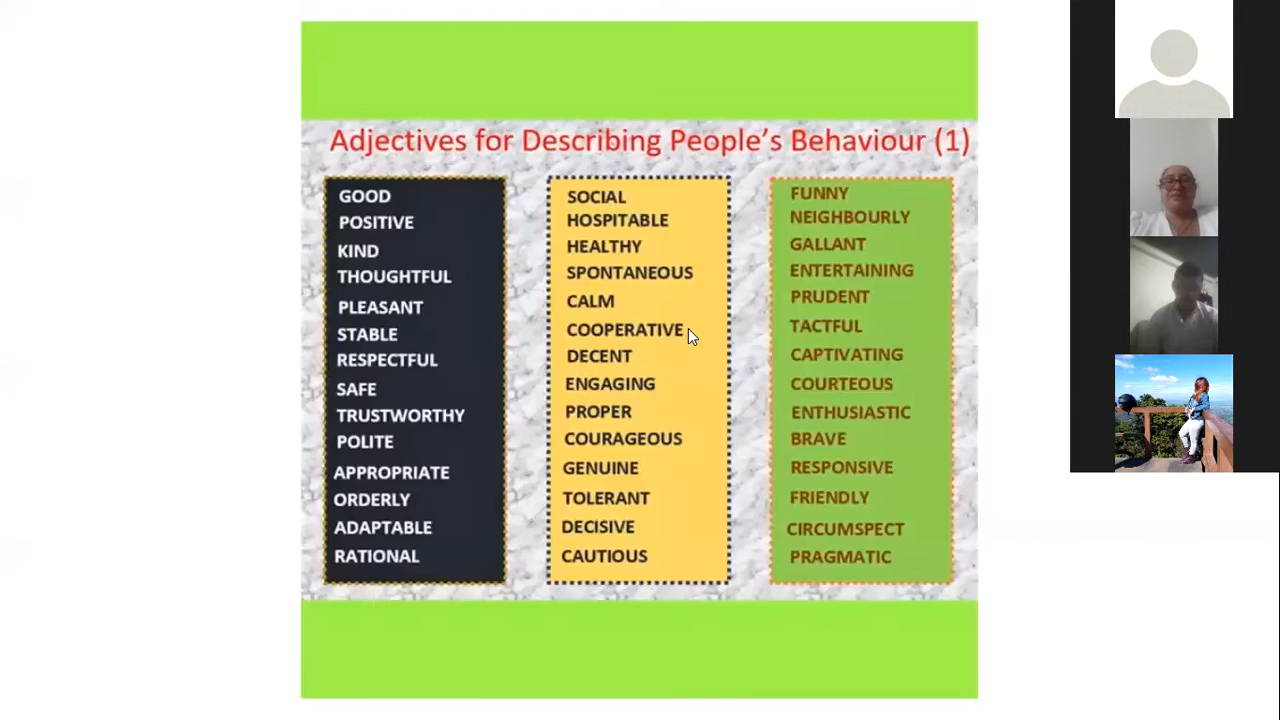 Adjectives for Describing People's Behaviour (1)
GOOD
POSITIVE
KIND
THOUGHTFUL
PLEASANT
STABLE
RESPECTFUL
SAFE
TRUSTWORTHY
POLITE
APPROPRIATE
ORDERLY
ADAPTABLE
RATIONAL
SOCIAL
HOSPITABLE
HEALTHY
SPONTANEOUS
CALM
COOPERATIVE
DECENT
ENGAGING
PROPER
COURAGEOUS
GENUINE
TOLERANT
DECISIVE
CAUTIOUS
FUNNY
NEIGHBOURLY
GALLANT
ENTERTAINING
PRUDENT
TACTFUL
CAPTIVATING
COURTEOUS
ENTHUSIASTIC
BRAVE
RESPONSIVE
FRIENDLY
CIRCUMSPECT
PRAGMATIC